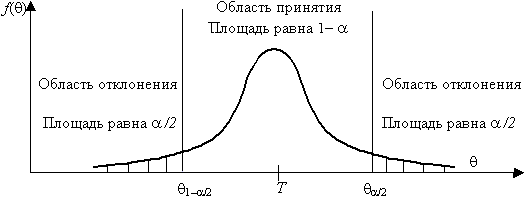 f(θ)
Область принятия
Площадь равна 1– α
Область отклонения
Площадь равна α/2
Область отклонения
Площадь равна α/2
θ
θ1–α/2
T
θα/2